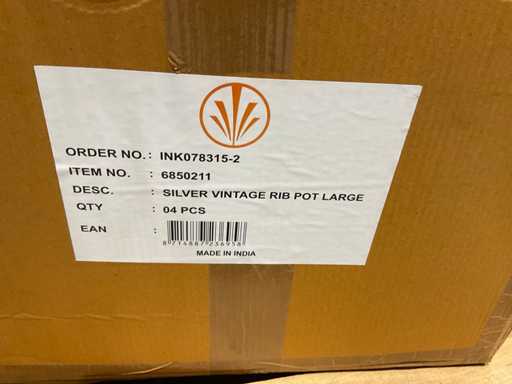 ORDER NO. : INK078315-2
ITEM NO. : 6850211
DESC. : SILVER VINTAGE RIB POT LARGE
QTY : 04 PCS
EAN :
8714887236958
MADE IN INDIA